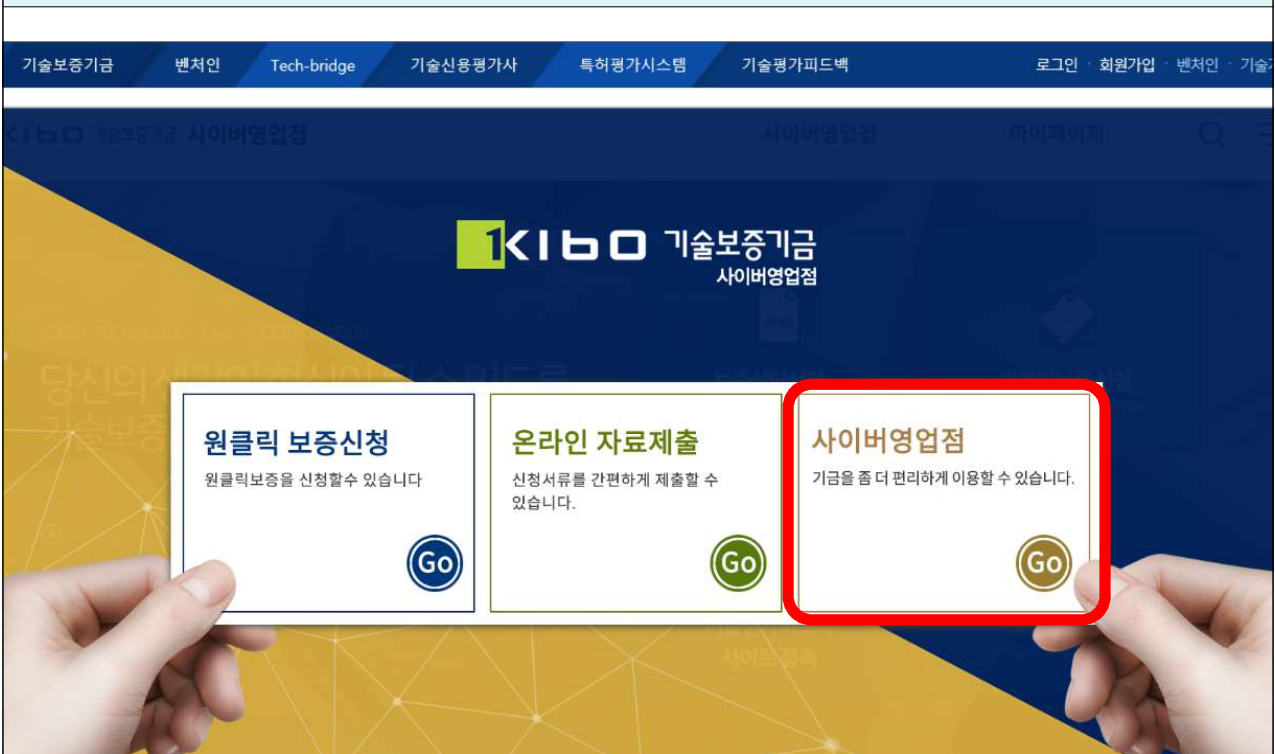 기술보증기금 벤처인 Tech-bridge 기술신용평가사 특허평가시스템 기술평가피드백 로그인 · 회원가입 · 벤처인 ·
KIBO 기술보증기금 사이버영업점 사이버영업점 마이페이지
1KIBO 기술보증기금
사이버영업점
원클릭 보증신청
원클릭보증을 신청할수 있습니다
Go
온라인 자료제출
신청서류를 간편하게 제출할 수
있습니다.
Go
사이버영업점
기금을 좀 더 편리하게 이용할 수 있습니다.
Go
사이트접속